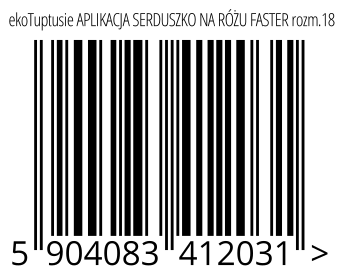 ekoTuptusie APLIKACJA SERDUSZKO NA RÓŻU FASTER rozm.18
5 904083 412031 >